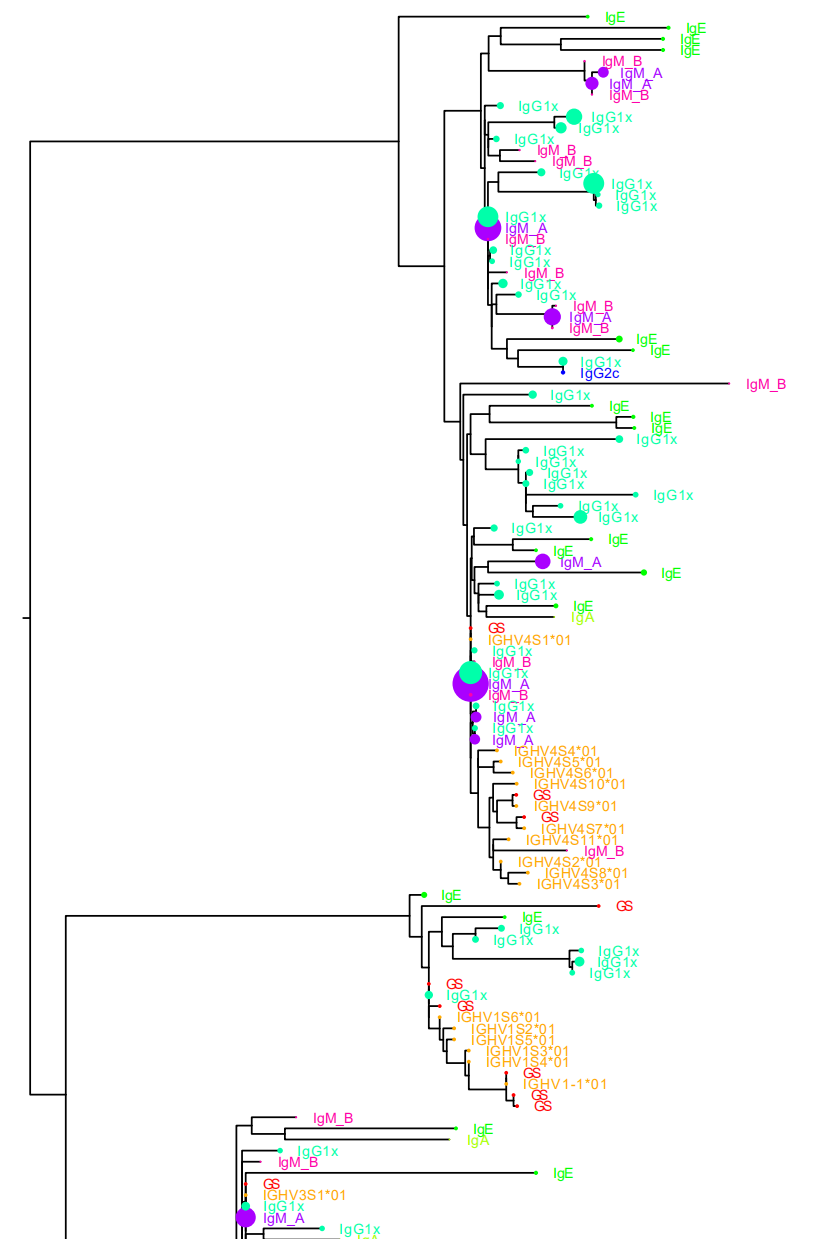 IgE
IgE
IgE
IgE
IgM_B
IgM_A
IgM_A
IgM_B
IgG1x
IgG1x
IgG1x
IgG1x
IgM_B
IgM_B
IgG1x
IgG1x
IgG1x
IgG1x
IgG1x
IgM_A
IgM_B
IgG1x
IgG1x
IgM_B
IgG1x
IgG1x
IgM_B
IgM_A
IgM_B
IgE
IgE
IgG1x
IgG2c
IgM_B
IgG1x
IgE
IgE
IgE
IgG1x
IgG1x
IgG1x
IgG1x
IgG1x
IgG1x
IgG1x
IgG1x
IgG1x
IgE
IgE
IgM_A
IgE
IgG1x
IgG1x
IgE
IgA
GS
IGHV4S1*01
IgG1x
IgM_B
IgG1x
IgM_A
IgM_B
IgG1x
IgM_A
IgG1x
IgM_A
IGHV4S4*01
IGHV4S5*01
IGHV4S6*01
IGHV4S10*01
GS
IGHV4S9*01
GS
IGHV4S7*01
IGHV4S11*01
IgM_B
IGHV4S2*01
IGHV4S8*01
IGHV4S3*01
IgE
GS
IgE
IgG1x
IgG1x
IgG1x
IgG1x
IgG1x
GS
IgG1x
GS
IGHV1S6*01
IGHV1S2*01
IGHV1S5*01
IGHV1S3*01
IGHV1S4*01
GS
IGHV1-1*01
GS
GS
IgM_B
IgE
IgA
IgG1x
IgM_B
IgE
GS
IGHV3S1*01
IgG1x
IgM_A
IgG1x
IgA